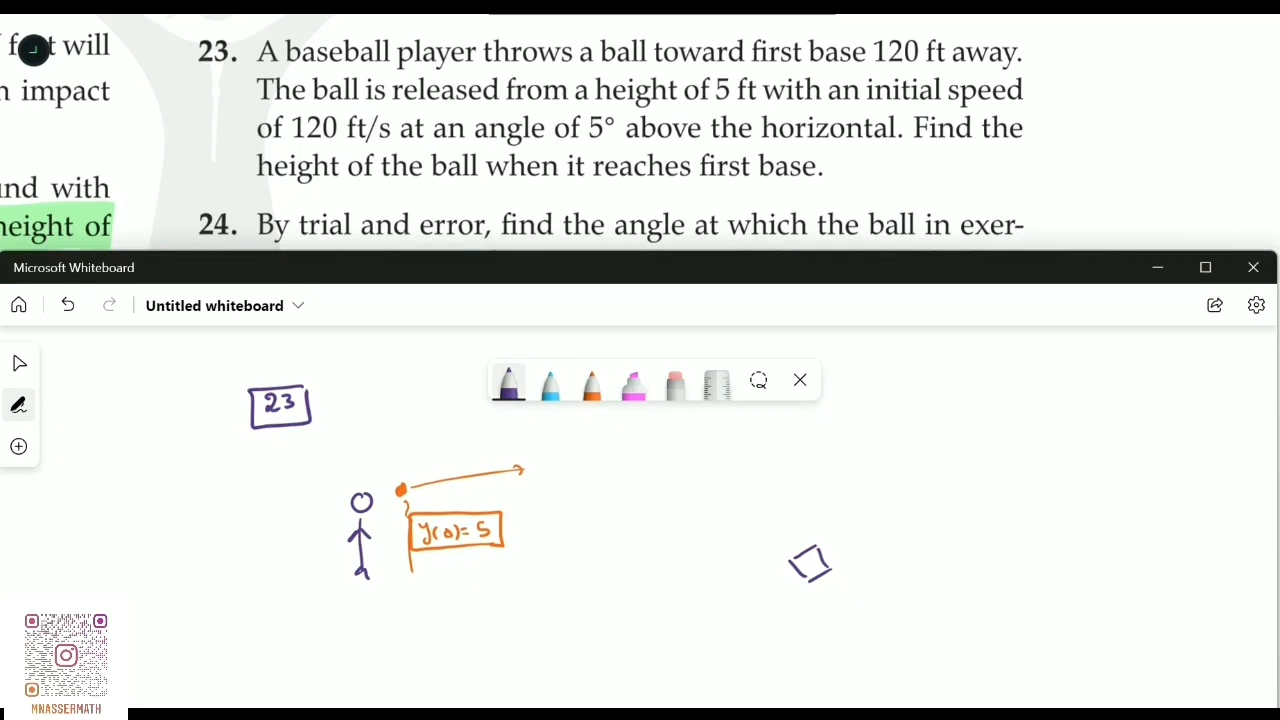 f t will
n impact
und with
height of
23. A baseball player throws a ball toward first base 120 ft away.
The ball is released from a height of 5 ft with an initial speed
of 120 ft/s at an angle of 5° above the horizontal. Find the
height of the ball when it reaches first base.
24. By trial and error, find the angle at which the ball in exer-
Microsoft Whiteboard
Untitled whiteboard
23
y(0)= 5
MNASSERMATH